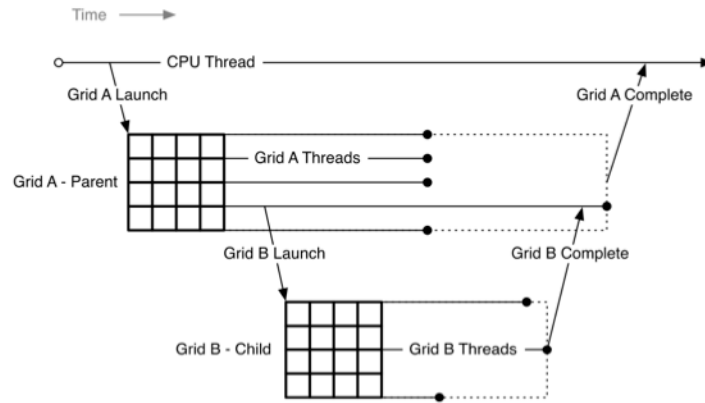 Time
CPU Thread
Grid A Launch
Grid A Complete
Grid A Threads
Grid A - Parent
Grid B Launch
Grid B Complete
Grid B - Child
Grid B Threads